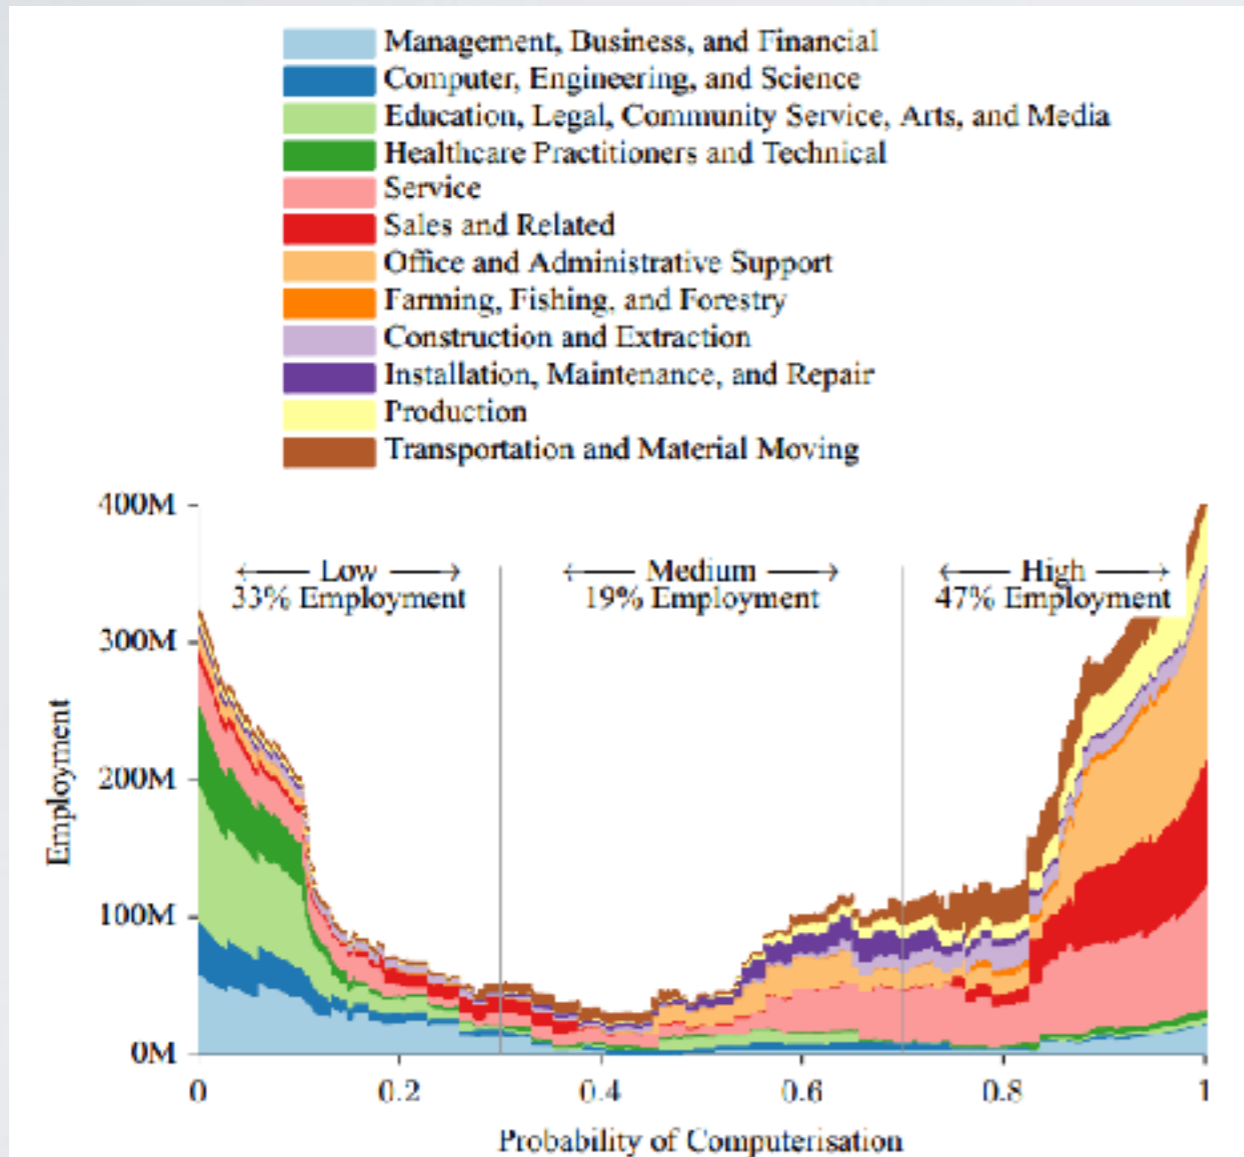 Management, Business, and Financial
Computer, Engineering, and Science
Education, Legal, Community Service, Arts, and Media
Healthcare Practitioners and Technical
Service
Sales and Related
Office and Administrative Support
Farming, Fishing, and Forestry
Construction and Extraction
Installation, Maintenance, and Repair
Production
Transportation and Material Moving
400M
Low
Medium
High
33% Employment
19% Employment
47% Employment
300M
Employment
200M
100M
0M
0
0.2
0.4
0.6
0.8
1
Probability of Computerisation